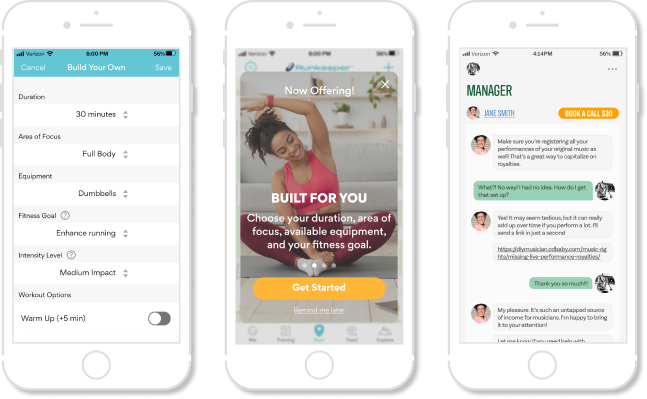 Verizon 8:00 PM 56%
Cancel Build Your Own Save
Duration
30 minutes
Area of Focus
Full Body
Equipment
Dumbbells
Fitness Goal ?
Enhance running
Intensity Level ?
Medium Impact
Workout Options
Warm Up (+5 min)
Verizon 8:00 PM 56%
Runkeeper
Now Offering!
BUILT FOR YOU
Choose your duration, area of
focus, available equipment,
and your fitness goal.
Get Started
Remind me later
Me Training Start Feed Explore
Verizon 4:14PM 56%
MANAGER
JANE SMITH BOOK A CALL $30
Make sure you're registering all your
performances of your original music as
well! That's a great way to capitalize on
royalties.
What?! No way! I had no idea. How do I get
that set up?
Yes! It may seem tedious, but it can really
add up over time if you perform a lot. I'll
send a link in just a second
https://diymusician.cdbaby.com/music-rig
hts/missing-live-performance-royalties/
Thank you so much!!!
My pleasure. It's such an untapped source
of income for musicians. I'm happy to bring
it to your attention!
Let me know if you need help with